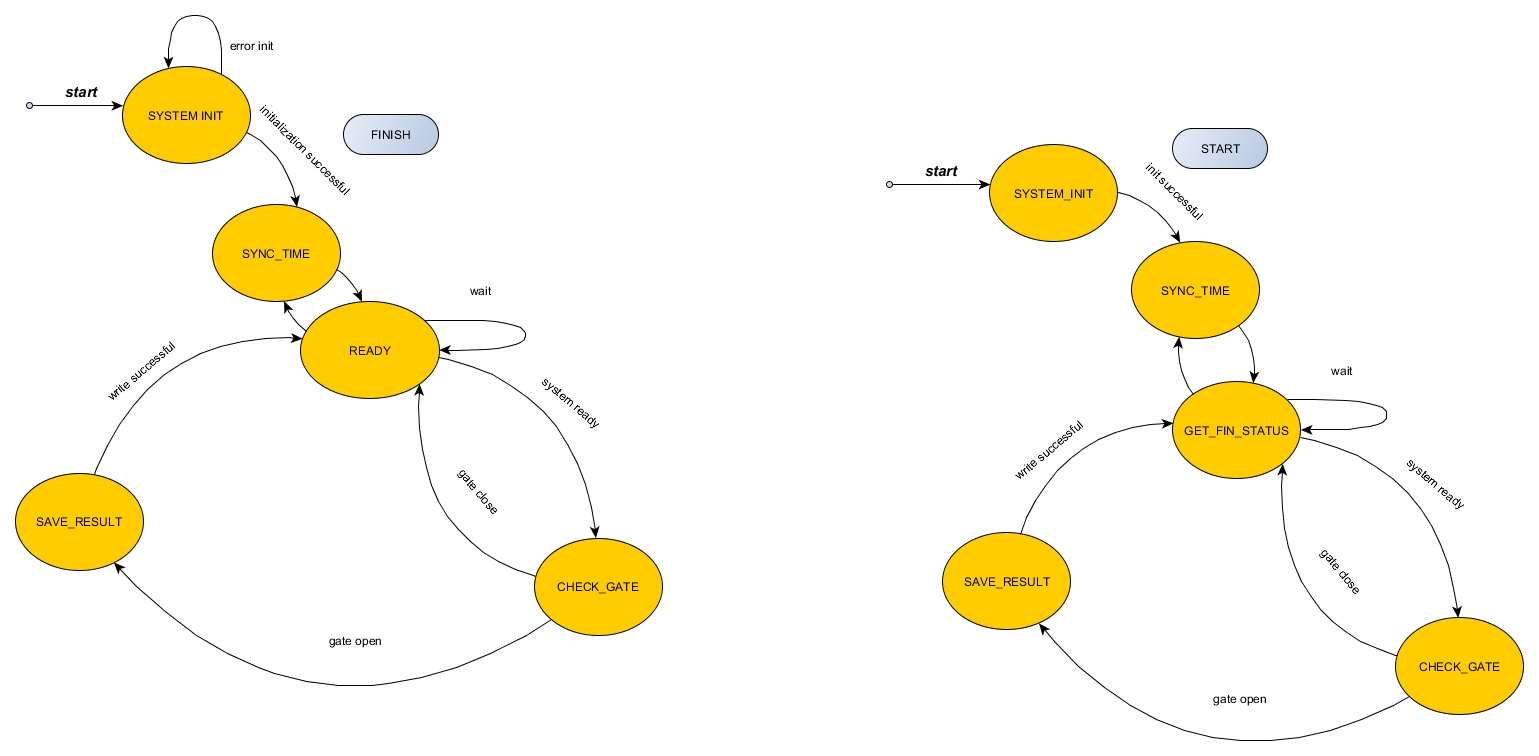 error init
start
SYSTEM INIT
initialization successful
FINISH
SYNC_TIME
wait
READY
write successful
system ready
gate close
SAVE_RESULT
CHECK_GATE
gate open
START
start
SYSTEM_INIT
init successful
SYNC_TIME
wait
GET_FIN_STATUS
write successful
system ready
gate close
SAVE_RESULT
CHECK_GATE
gate open